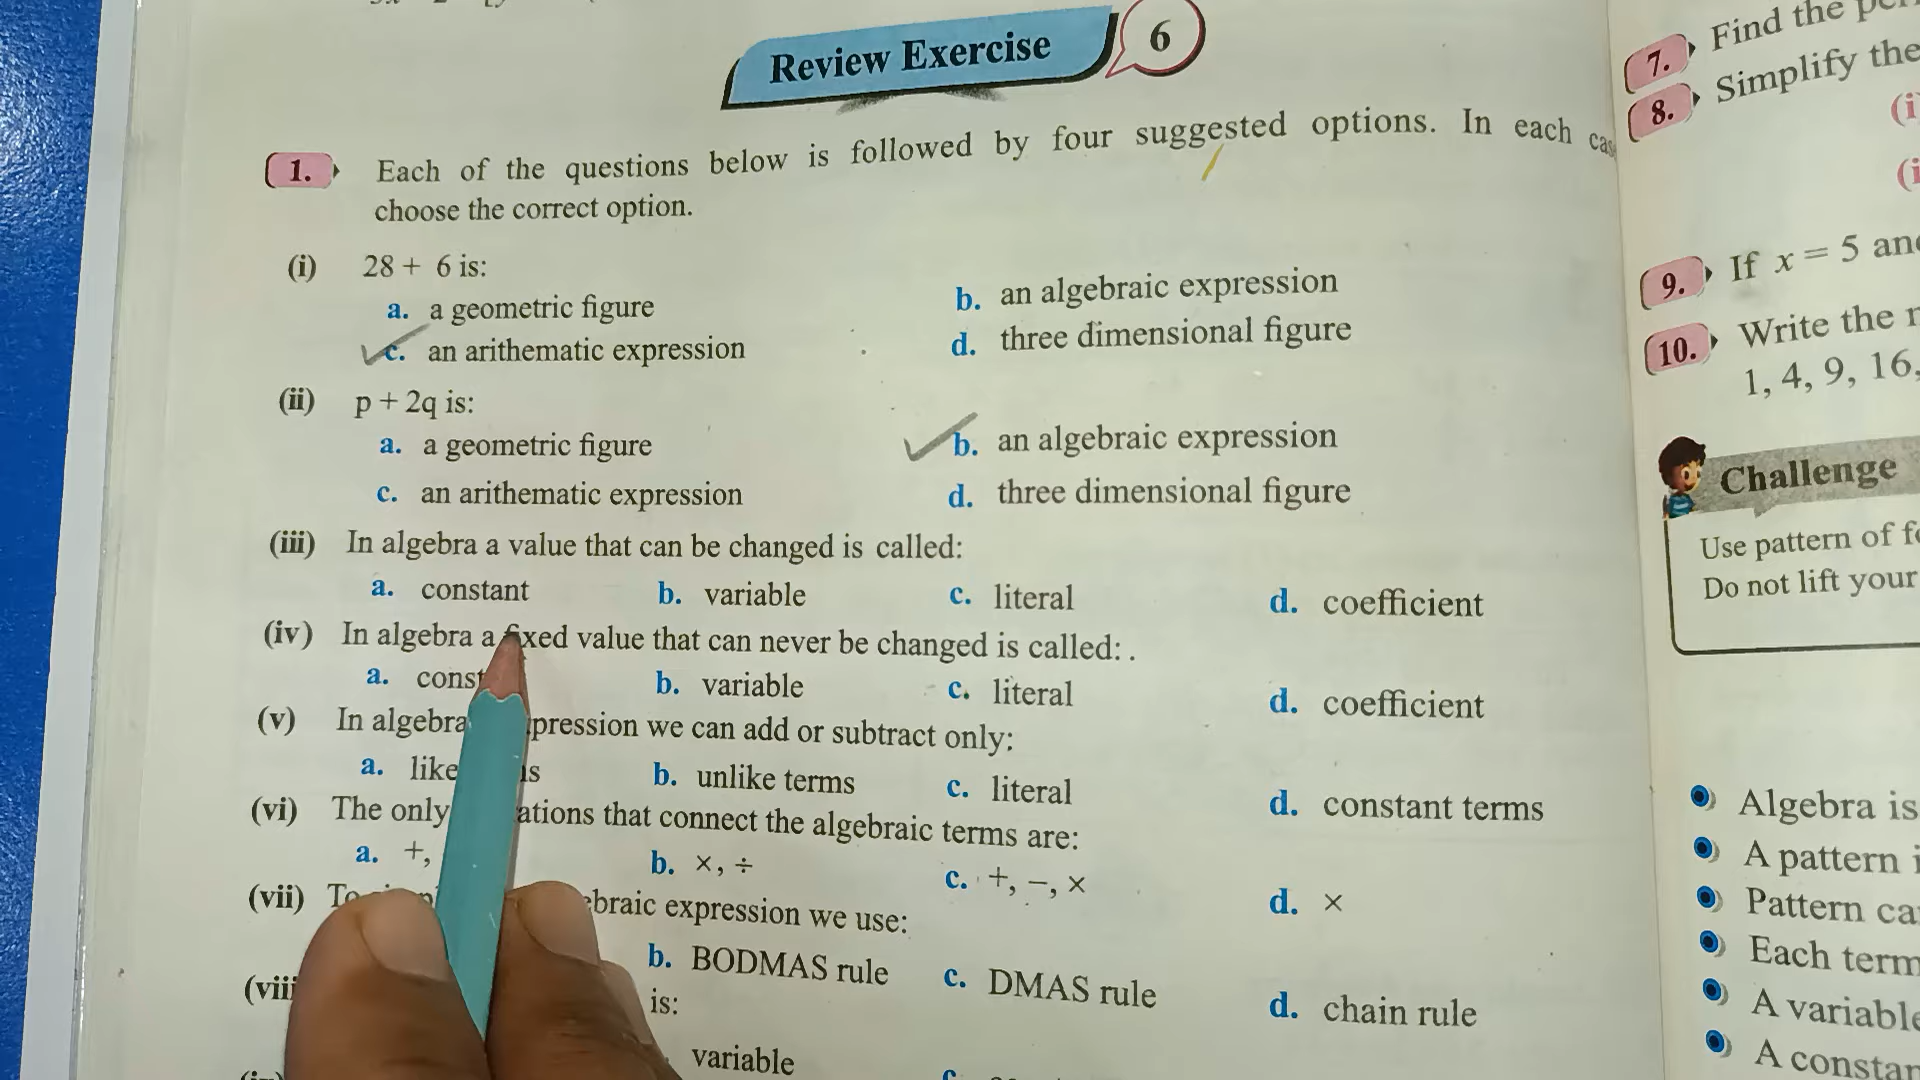 Review Exercise 6
1. Each of the questions below is followed by four suggested options. In each
choose the correct option.
(i) 28 + 6 is:
a. a geometric figure b. an algebraic expression
c. an arithematic expression d. three dimensional figure
(ii) p + 2q is:
a. a geometric figure b. an algebraic expression
c. an arithematic expression d. three dimensional figure
(iii) In algebra a value that can be changed is called:
a. constant b. variable c. literal d. coefficient
(iv) In algebra a fixed value that can never be changed is called: .
a. b. variable c. literal d. coefficient
(v) In algebra we can add or subtract only:
a. like b. unlike terms c. literal d. constant terms
(vi) The only that connect the algebraic terms are:
a. +, b. ×, ÷ c. +, −, × d. ×
(vii) expression we use:
b. BODMAS rule c. DMAS rule d. chain rule
is:
variable
7. Find the
8. Simplify the
9. If x = 5 and
10. Write the
1, 4, 9, 16,
Challenge
Use pattern of
Do not lift your
Algebra is
A pattern
Pattern
Each term
A variable
A